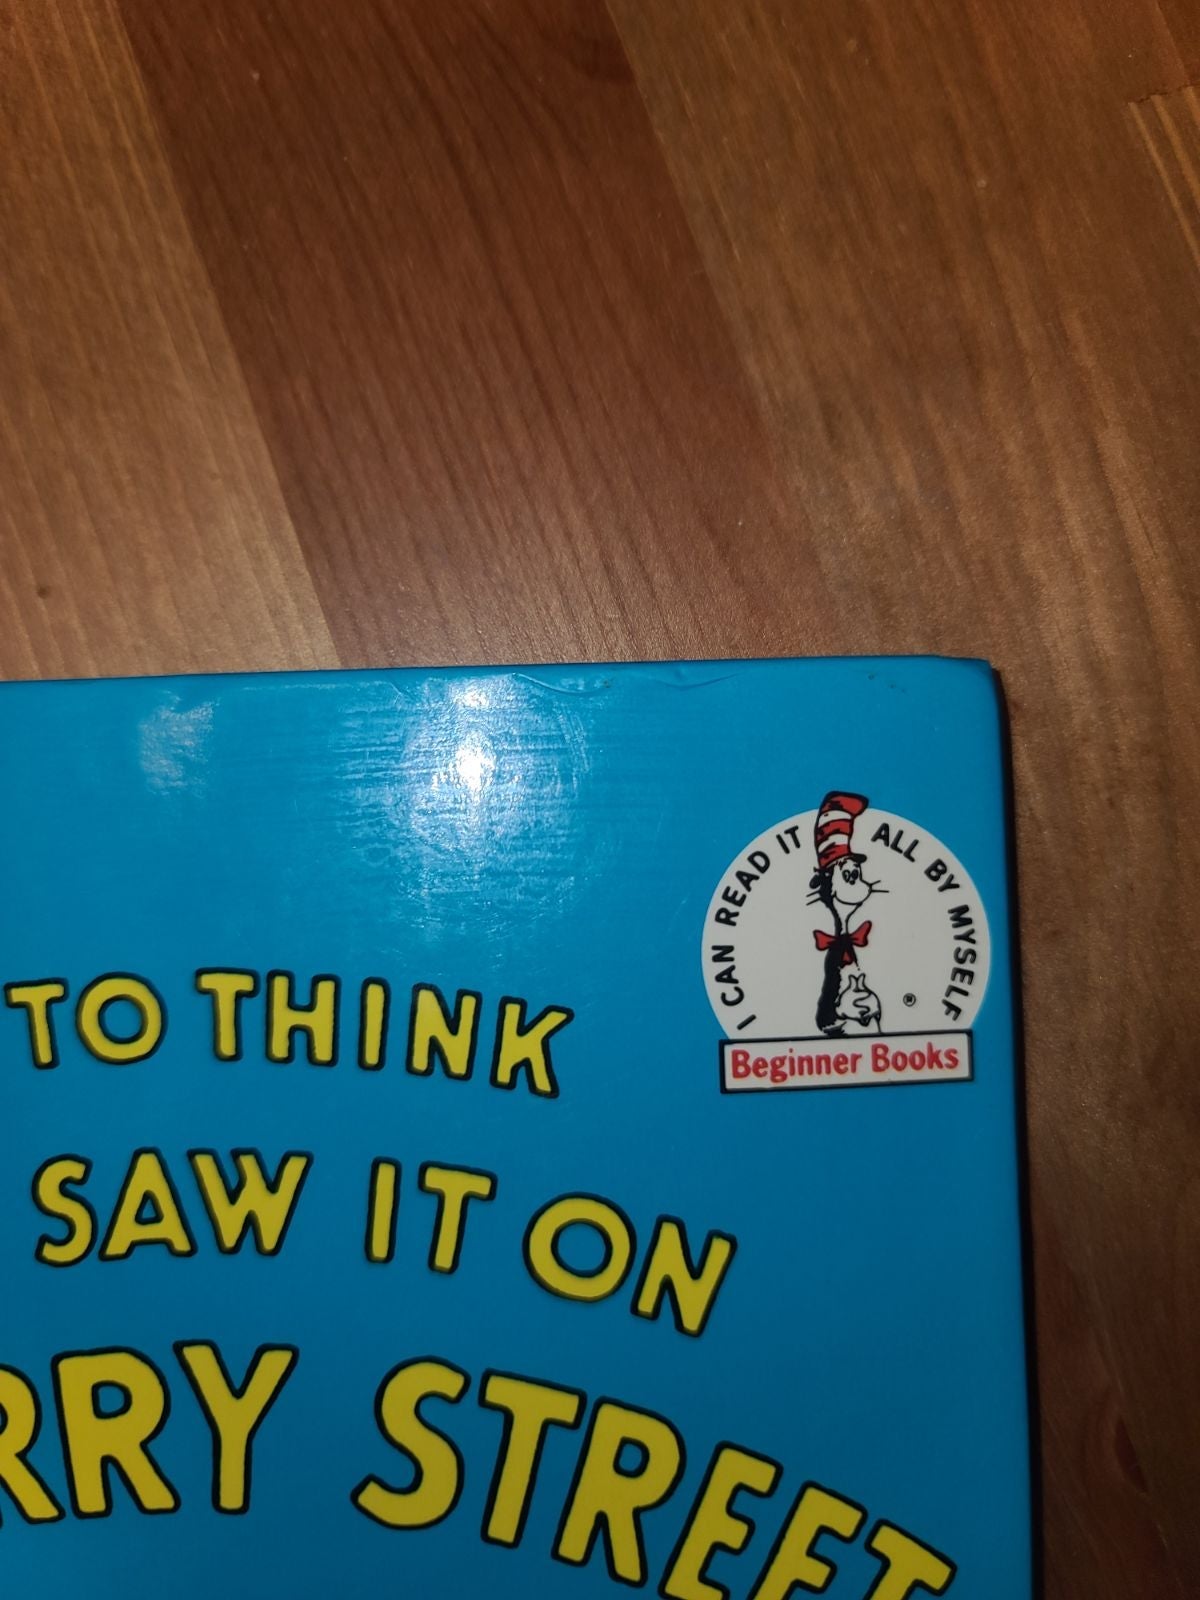 I CAN READ IT ALL BY MYSELF
®
Beginner Books
TO THINK
SAW IT ON
RRY STREET